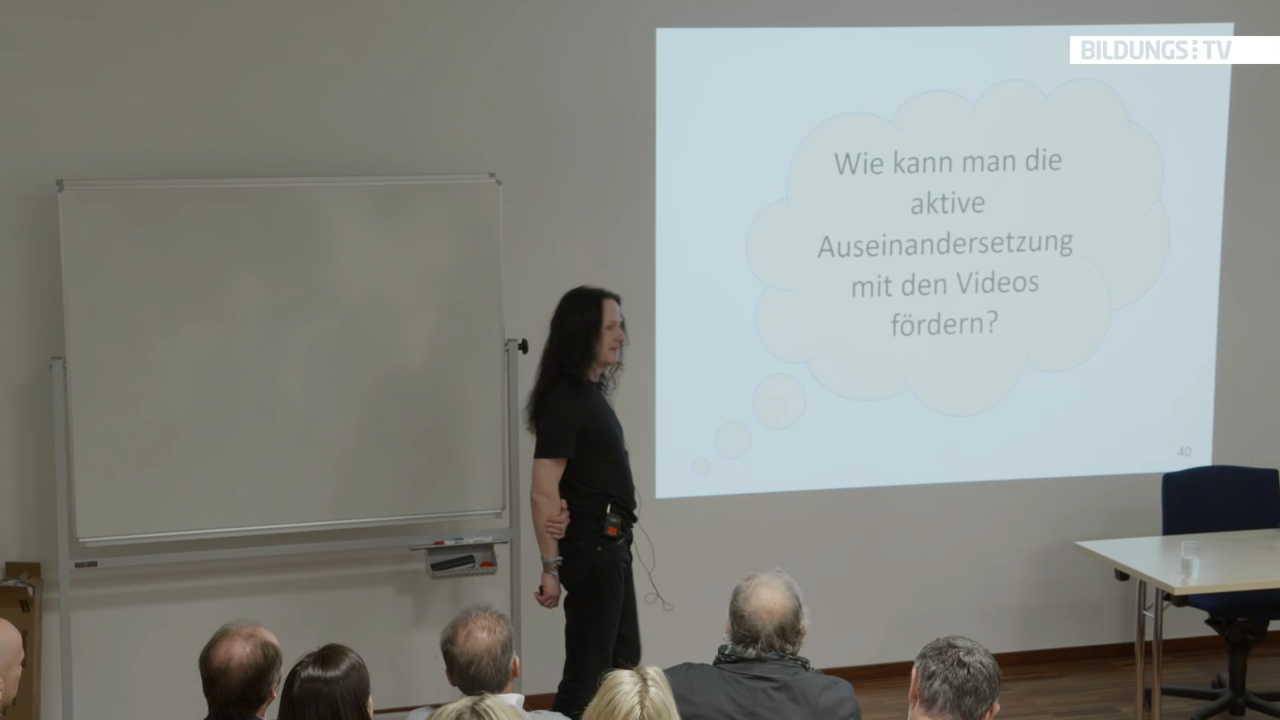 BILDUNGS:TV
Wie kann man die
aktive
Auseinandersetzung
mit den Videos
fördern?
40